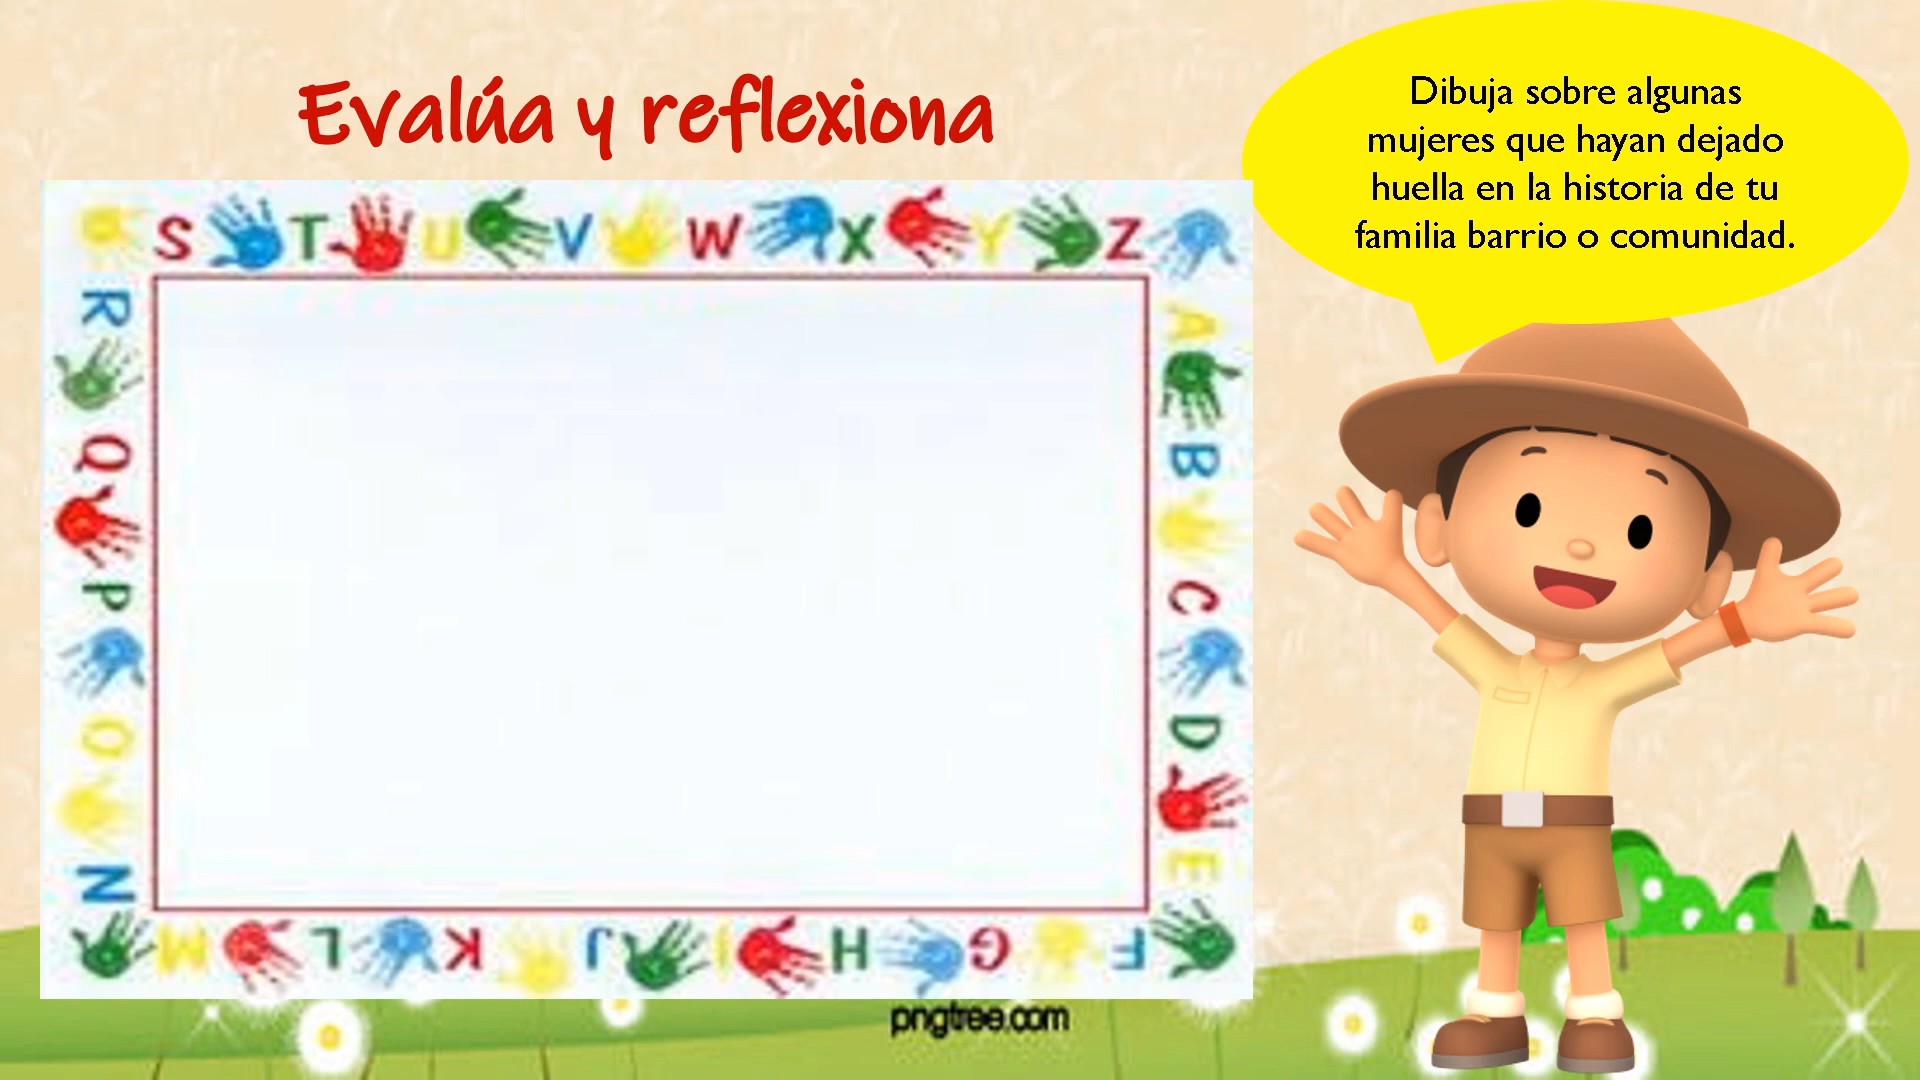 Evalúa y reflexiona
Dibuja sobre algunas
mujeres que hayan dejado
huella en la historia de tu
familia barrio o comunidad.
S T U V W X Y Z
A
B
C
D
E
F
G
H
I
J
K
L
M
N
O
P
Q
R
pngtree.com